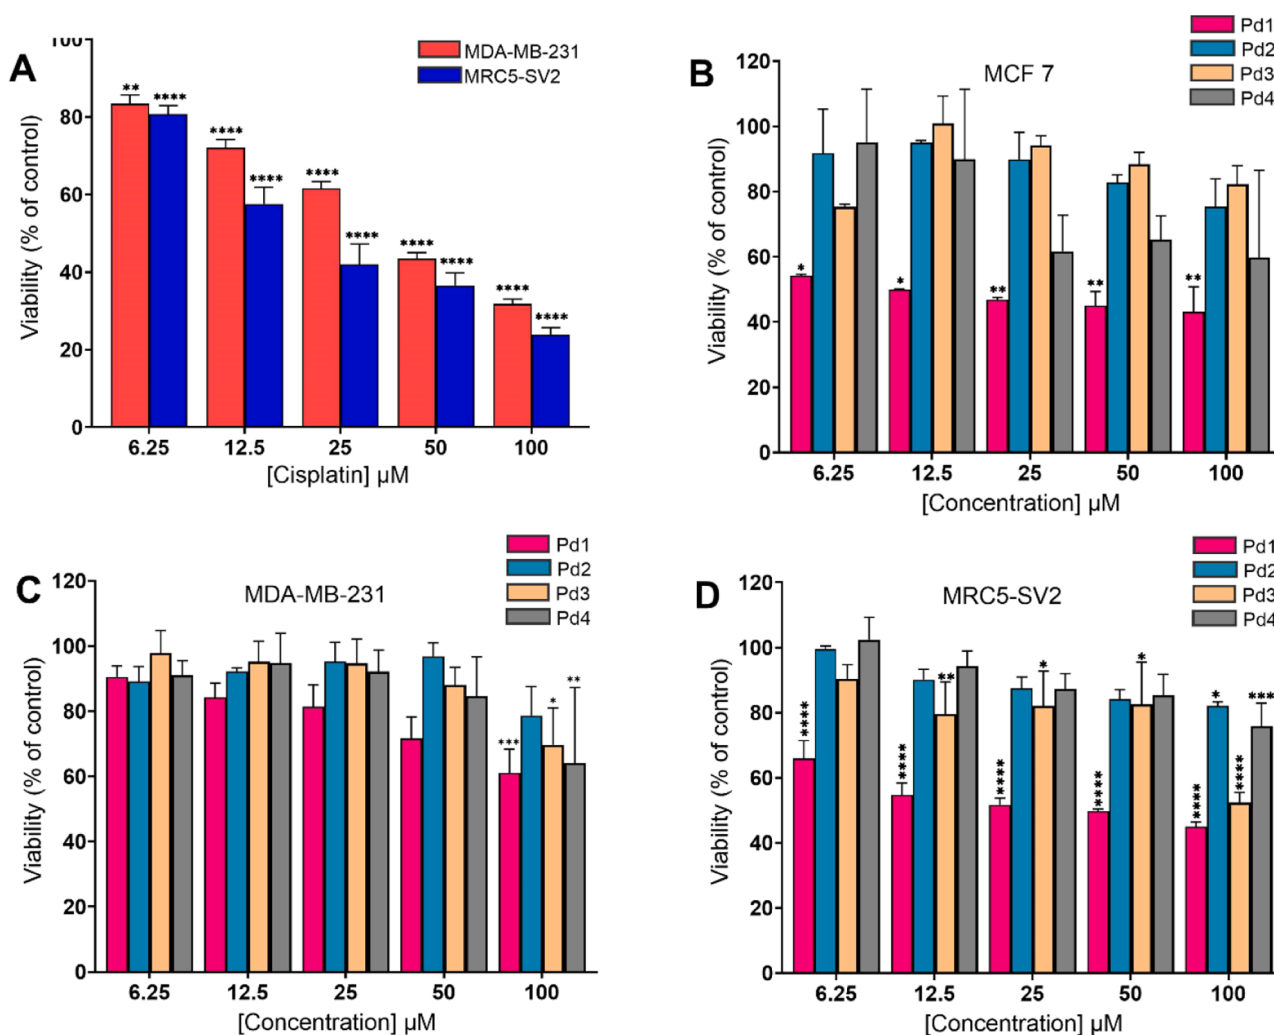 A
MDA-MB-231
MRC5-SV2
Viability (% of control)
100
80
60
40
20
0
** **** **** **** **** **** **** **** **** ****
6.25 12.5 25 50 100
[Cisplatin] µM
B
MCF 7
Pd1
Pd2
Pd3
Pd4
Viability (% of control)
120
100
80
60
40
20
0
* * ** ** **
6.25 12.5 25 50 100
[Concentration] µM
C
MDA-MB-231
Pd1
Pd2
Pd3
Pd4
Viability (% of control)
120
100
80
60
40
20
0
*** * **
6.25 12.5 25 50 100
[Concentration] µM
D
MRC5-SV2
Pd1
Pd2
Pd3
Pd4
Viability (% of control)
120
100
80
60
40
20
0
**** **** ** **** * **** * **** * **** ***
6.25 12.5 25 50 100
[Concentration] µM